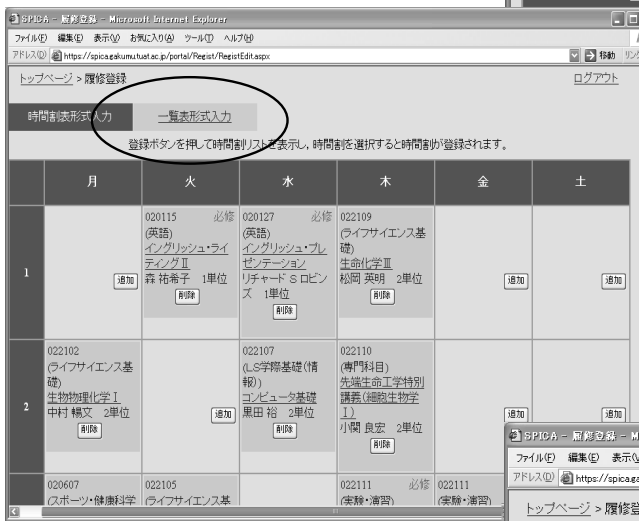 SPICA - 履修登録 - Microsoft Internet Explorer
ファイル(F) 編集(E) 表示(V) お気に入り(A) ツール(T) ヘルプ(H)
アドレス(D) https://spica.gakumu.tuat.ac.jp/portal/Regist/RegistEdit.aspx 移動 リンク
トップページ > 履修登録 ログアウト
時間割表形式入力 一覧表形式入力
登録ボタンを押して時間割リストを表示し、時間割を選択すると時間割が登録されます。
月 火 水 木 金 土
1
追加
020115 必修
(英語)
イングリッシュ・ライ
ティングⅡ
森 祐希子 1単位
削除
020127 必修
(英語)
イングリッシュ・プレ
ゼンテーション
リチャード S ロビン
ズ 1単位
削除
022109
(ライフサイエンス基
礎)
生命化学Ⅲ
松岡 英明 2単位
削除
追加
追加
2
022102
(ライフサイエンス基
礎)
生物物理化学Ⅰ
中村 暢文 2単位
削除
追加
022107
(LS学際基礎(情
報))
コンピュータ基礎
黒田 裕 2単位
削除
022110
(専門科目)
先端生命工学特別
講義(細胞生物学
Ⅰ)
小関 良宏 2単位
削除
追加
追加
020607
(スポーツ・健康科学
022105
(ライフサイエンス基
022111 必修
(実験・演習)
022111
(実験・演習)
SPICA - 履修登録 - M
ファイル(F) 編集(E) 表示(V
アドレス(D) https://spica.ga
トップページ > 履修登